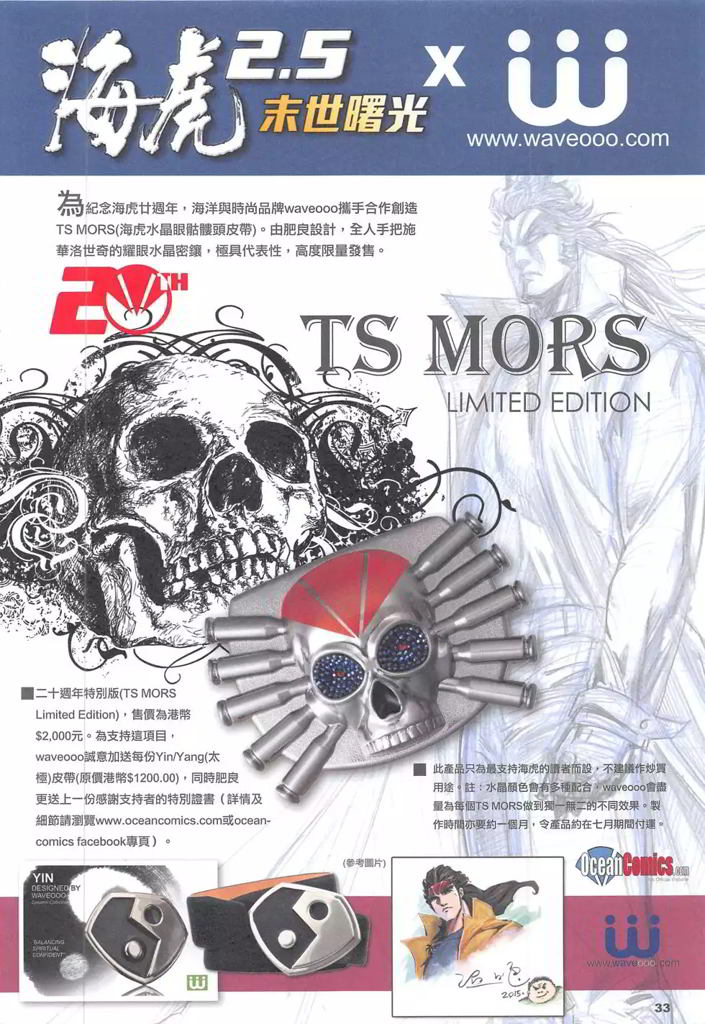 海虎2.5
末世曙光
x
www.waveooo.com
為紀念海虎廿週年，海洋與時尚品牌waveooo攜手合作創造
TS MORS(海虎水晶眼骷髏頭皮帶)。由肥良設計，全人手把施
華洛世奇的耀眼水晶密鑲，極具代表性，高度限量發售。
20TH
TS MORS
LIMITED EDITION
■二十週年特別版(TS MORS
Limited Edition)，售價為港幣
$2,000元。為支持這項目，
waveooo誠意加送每份Yin/Yang(太
極)皮帶(原價港幣$1200.00)，同時肥良
更送上一份感謝支持者的特別證書（詳情及
細節請瀏覽www.oceancomics.com或ocean-
comics facebook專頁）。
■ 此產品只為最支持海虎的讀者而設，不建議作炒買
用途。註：水晶顏色會有多種配合，waveooo會盡
量為每個TS MORS做到獨一無二的不同效果。製
作時間亦要約一個月，令產品約在七月期間付運。
(參考圖片)
OceanComics.com
YIN
DESIGNED BY
WAVEOOO
"BALANCING
SPIRITUAL
CONFIDENT"
2015
www.waveooo.com
33